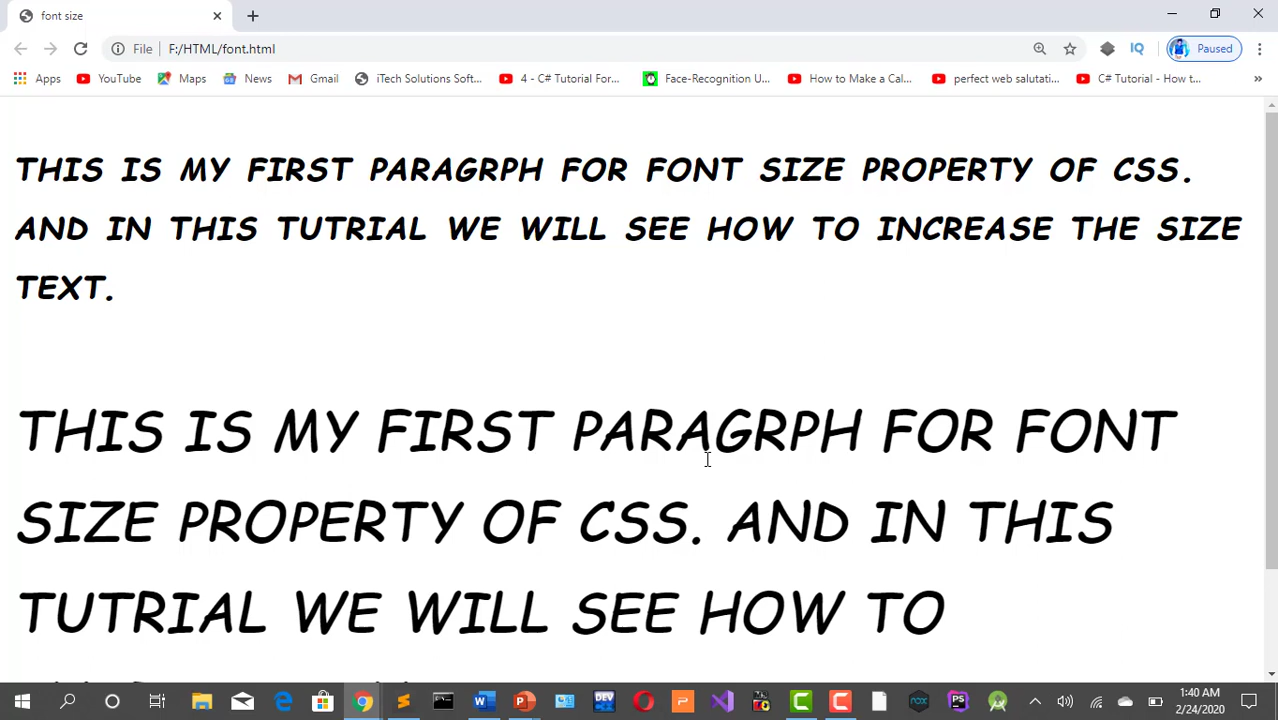 font size
File F:/HTML/font.html Paused
Apps YouTube Maps News Gmail iTech Solutions Soft... 4 - C# Tutorial For... Face-Recognition U... How to Make a Cal... perfect web salutati... C# Tutorial - How t...
THIS IS MY FIRST PARAGRPH FOR FONT SIZE PROPERTY OF CSS.
AND IN THIS TUTRIAL WE WILL SEE HOW TO INCREASE THE SIZE
TEXT.
THIS IS MY FIRST PARAGRPH FOR FONT
SIZE PROPERTY OF CSS. AND IN THIS
TUTRIAL WE WILL SEE HOW TO
1:40 AM
2/24/2020